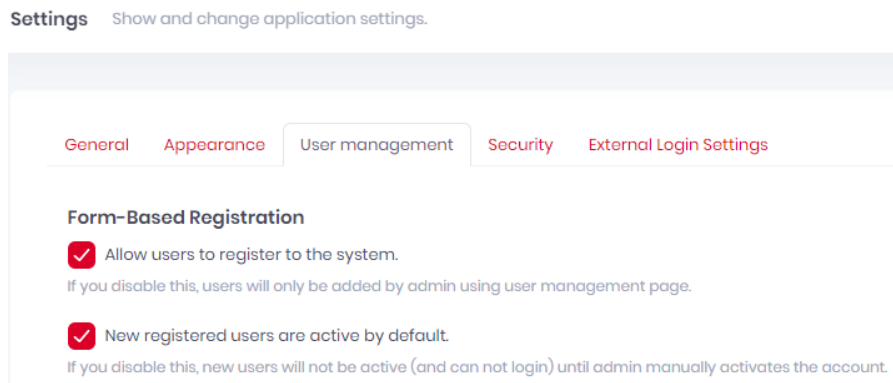 Settings Show and change application settings.
General Appearance User management Security External Login Settings
Form-Based Registration
Allow users to register to the system.
If you disable this, users will only be added by admin using user management page.
New registered users are active by default.
If you disable this, new users will not be active (and can not login) until admin manually activates the account.